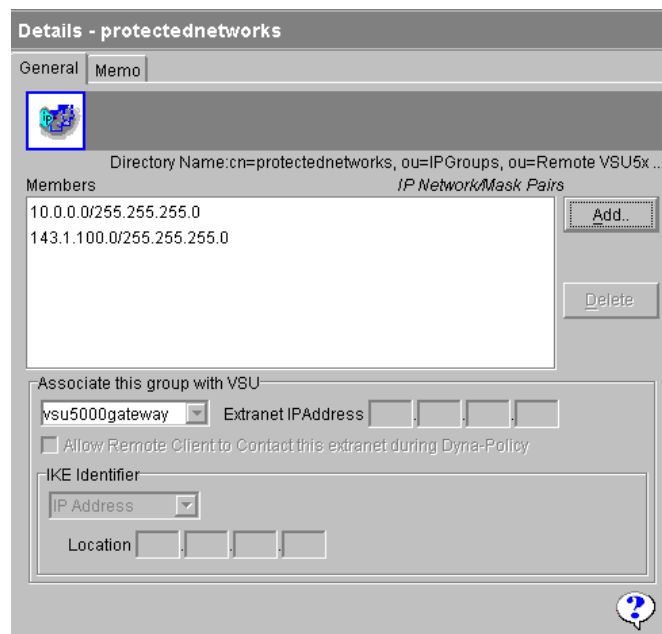 Details - protectednetworks
General Memo
ip
Directory Name:cn=protectednetworks, ou=IPGroups, ou=Remote VSU5x ..
Members IP Network/Mask Pairs
10.0.0.0/255.255.255.0 Add..
143.1.100.0/255.255.255.0
Delete
Associate this group with VSU
vsu5000gateway Extranet IPAddress . . .
Allow Remote Client to Contact this extranet during Dyna-Policy
IKE Identifier
IP Address
Location . . .
?